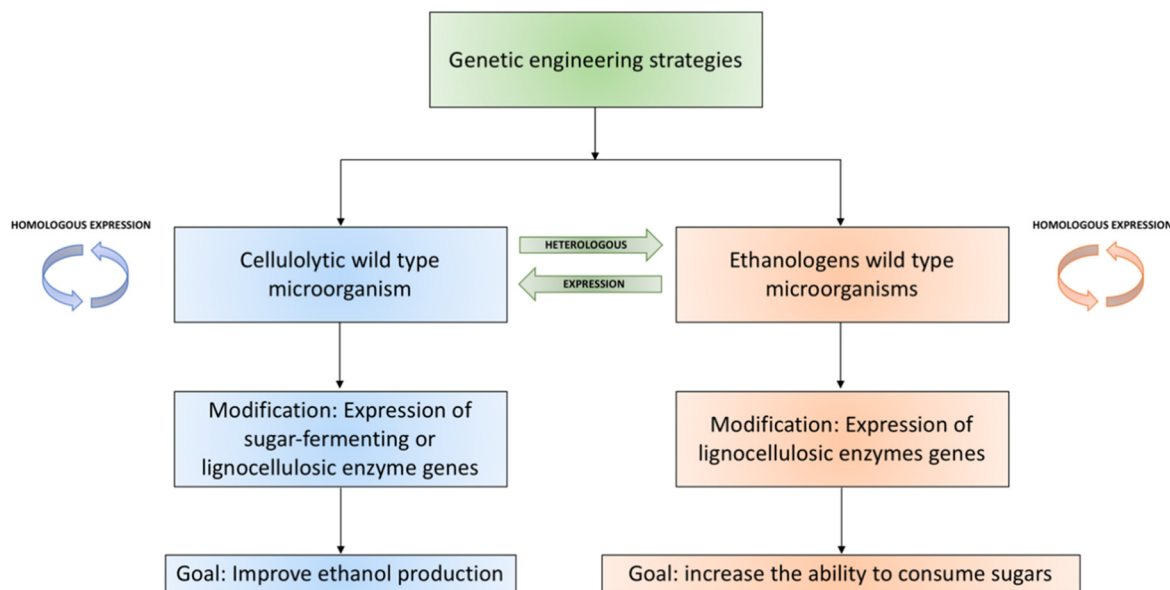 Genetic engineering strategies
HOMOLOGOUS EXPRESSION
Cellulolytic wild type
microorganism
HETEROLOGOUS
EXPRESSION
Ethanologens wild type
microorganisms
HOMOLOGOUS EXPRESSION
Modification: Expression of
sugar-fermenting or
lignocellulosic enzyme genes
Modification: Expression of
lignocellulosic enzymes genes
Goal: Improve ethanol production
Goal: increase the ability to consume sugars